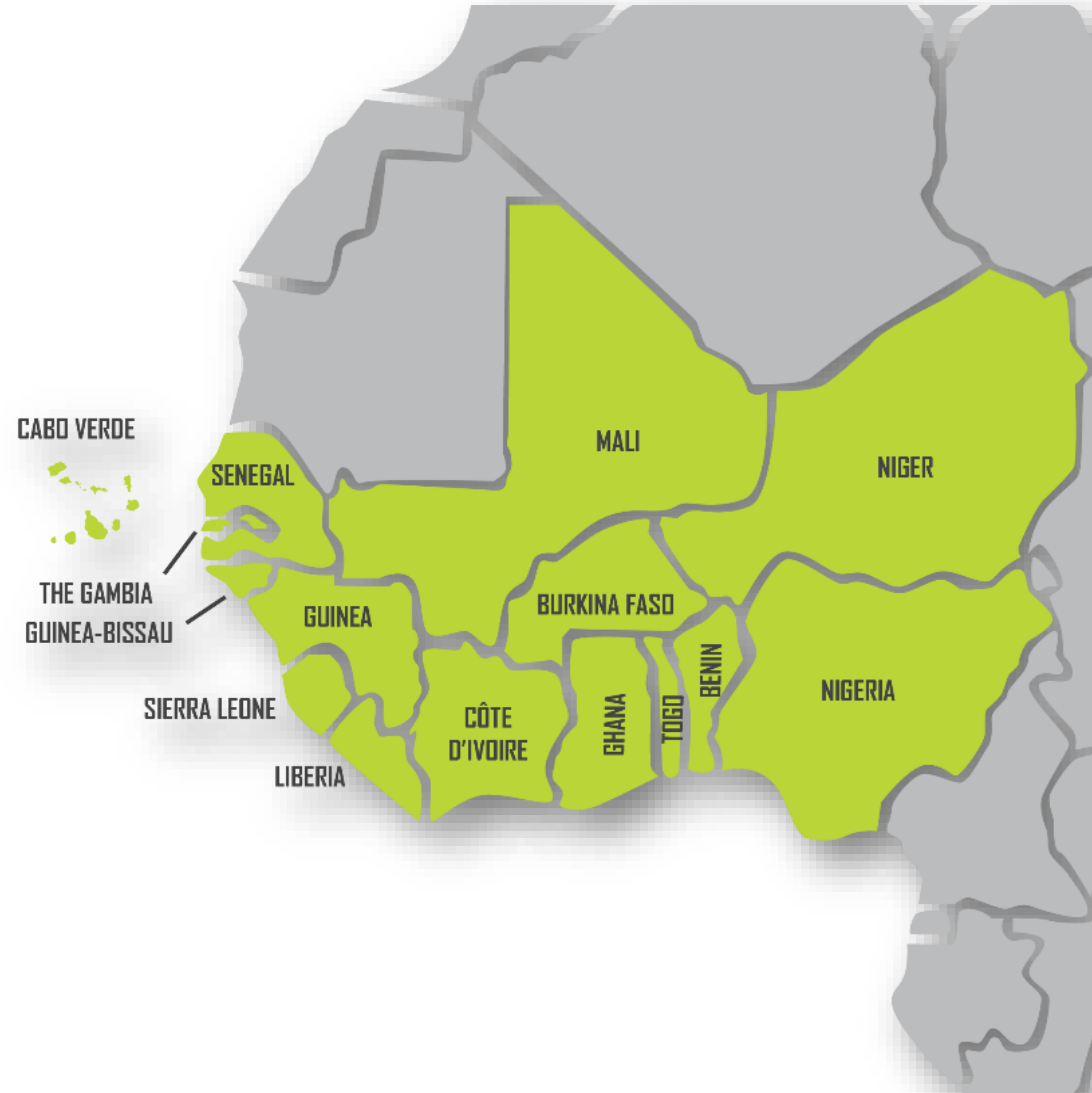 CABO VERDE
SENEGAL
MALI
NIGER
THE GAMBIA
GUINEA-BISSAU
GUINEA
BURKINA FASO
SIERRA LEONE
LIBERIA
CÔTE
D'IVOIRE
GHANA
TOGO
BENIN
NIGERIA